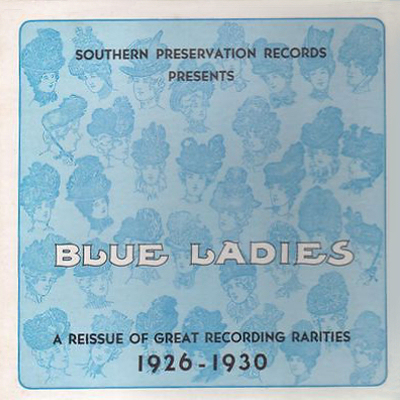 SOUTHERN PRESERVATION RECORDS
PRESENTS
BLUE LADIES
A REISSUE OF GREAT RECORDING RARITIES
1926-1930